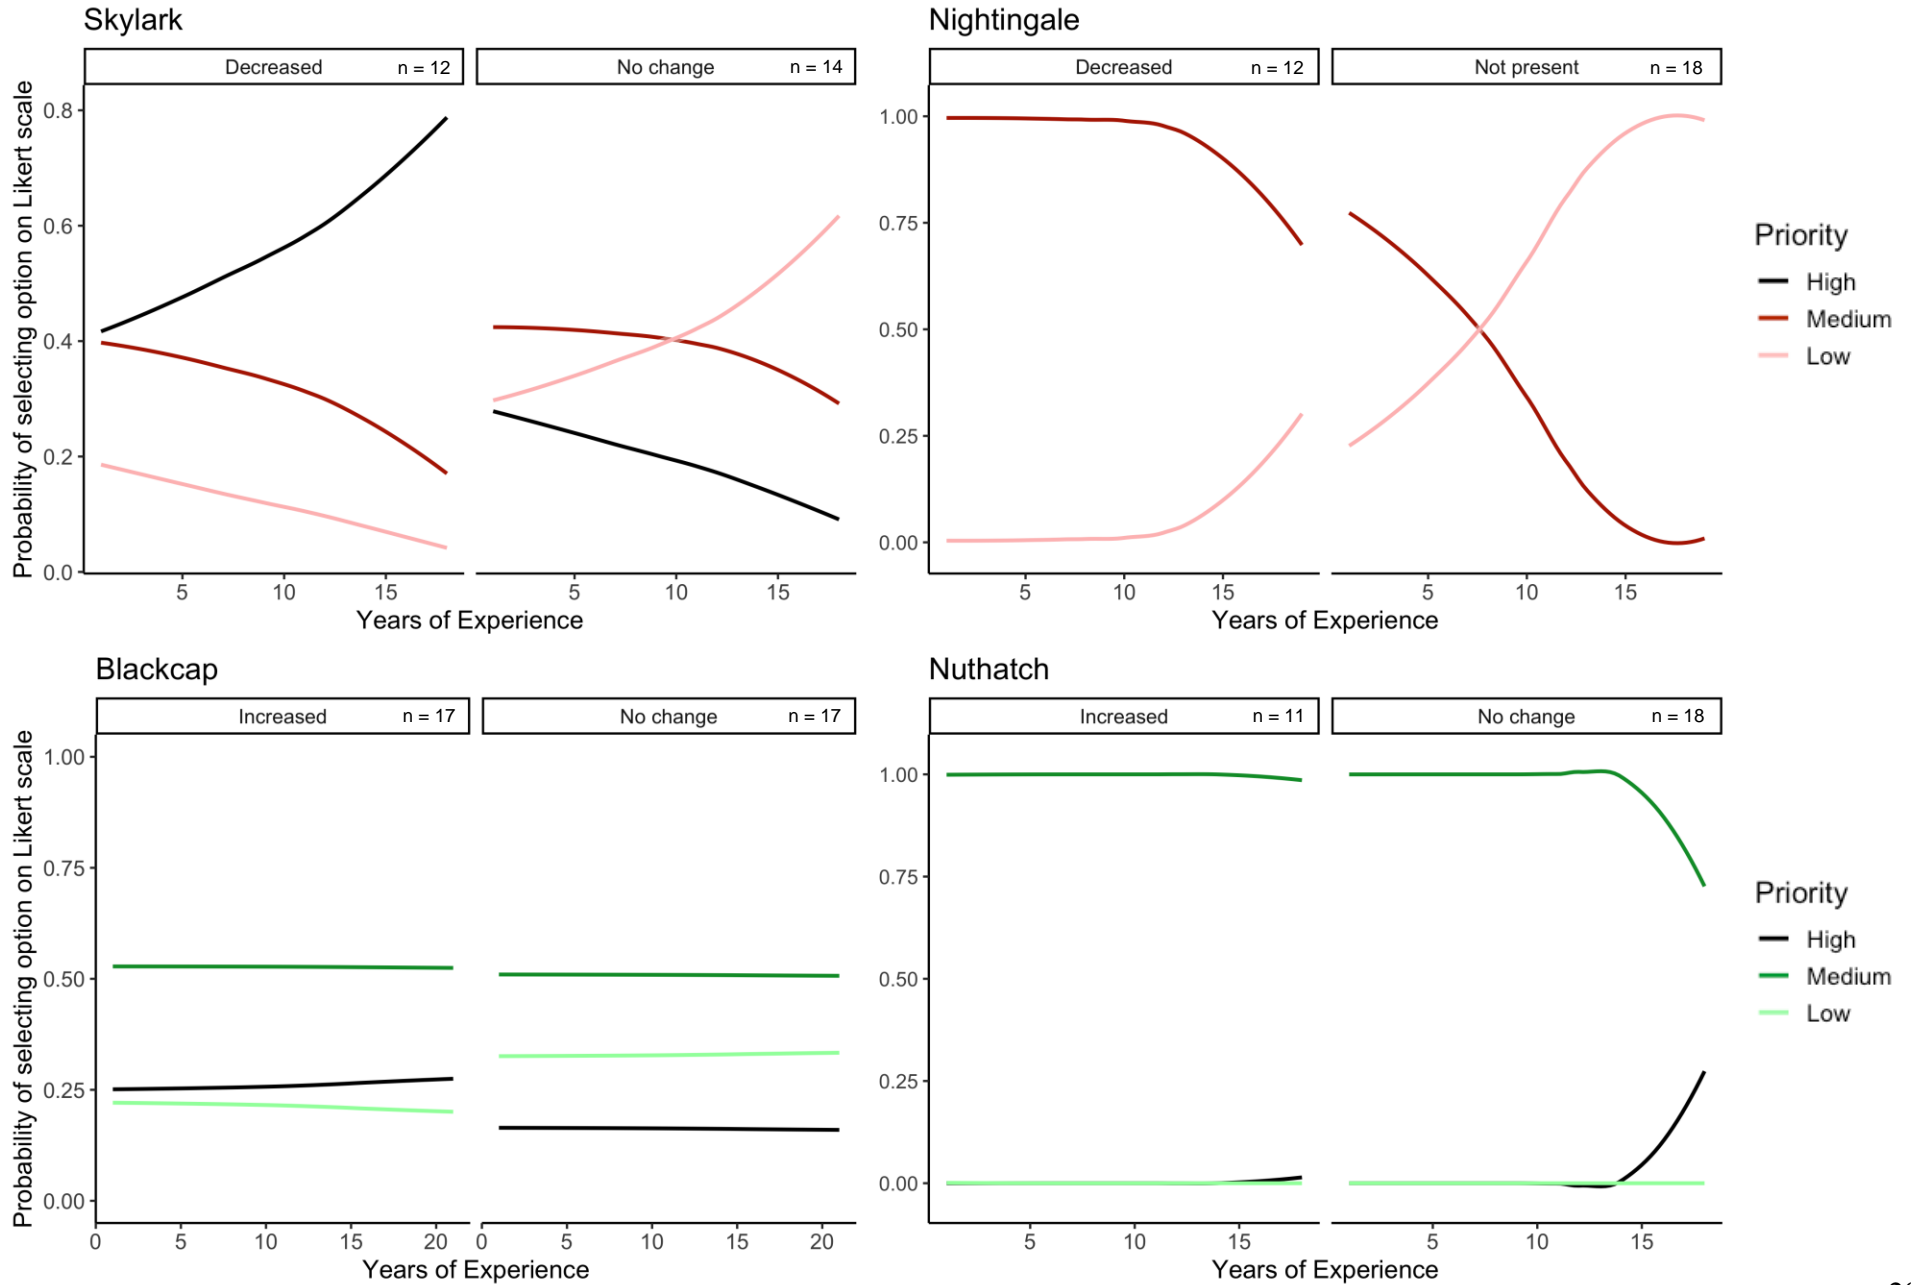 Skylark
Decreased n = 12
No change n = 14
Probability of selecting option on Likert scale
0.8
0.6
0.4
0.2
0.0
5 10 15
5 10 15
Years of Experience
Nightingale
Decreased n = 12
Not present n = 18
1.00
0.75
0.50
0.25
0.00
5 10 15
5 10 15
Years of Experience
Priority
High
Medium
Low
Blackcap
Increased n = 17
No change n = 17
Probability of selecting option on Likert scale
1.00
0.75
0.50
0.25
0.00
0 5 10 15 20
0 5 10 15 20
Years of Experience
Nuthatch
Increased n = 11
No change n = 18
1.00
0.75
0.50
0.25
0.00
5 10 15
5 10 15
Years of Experience
Priority
High
Medium
Low